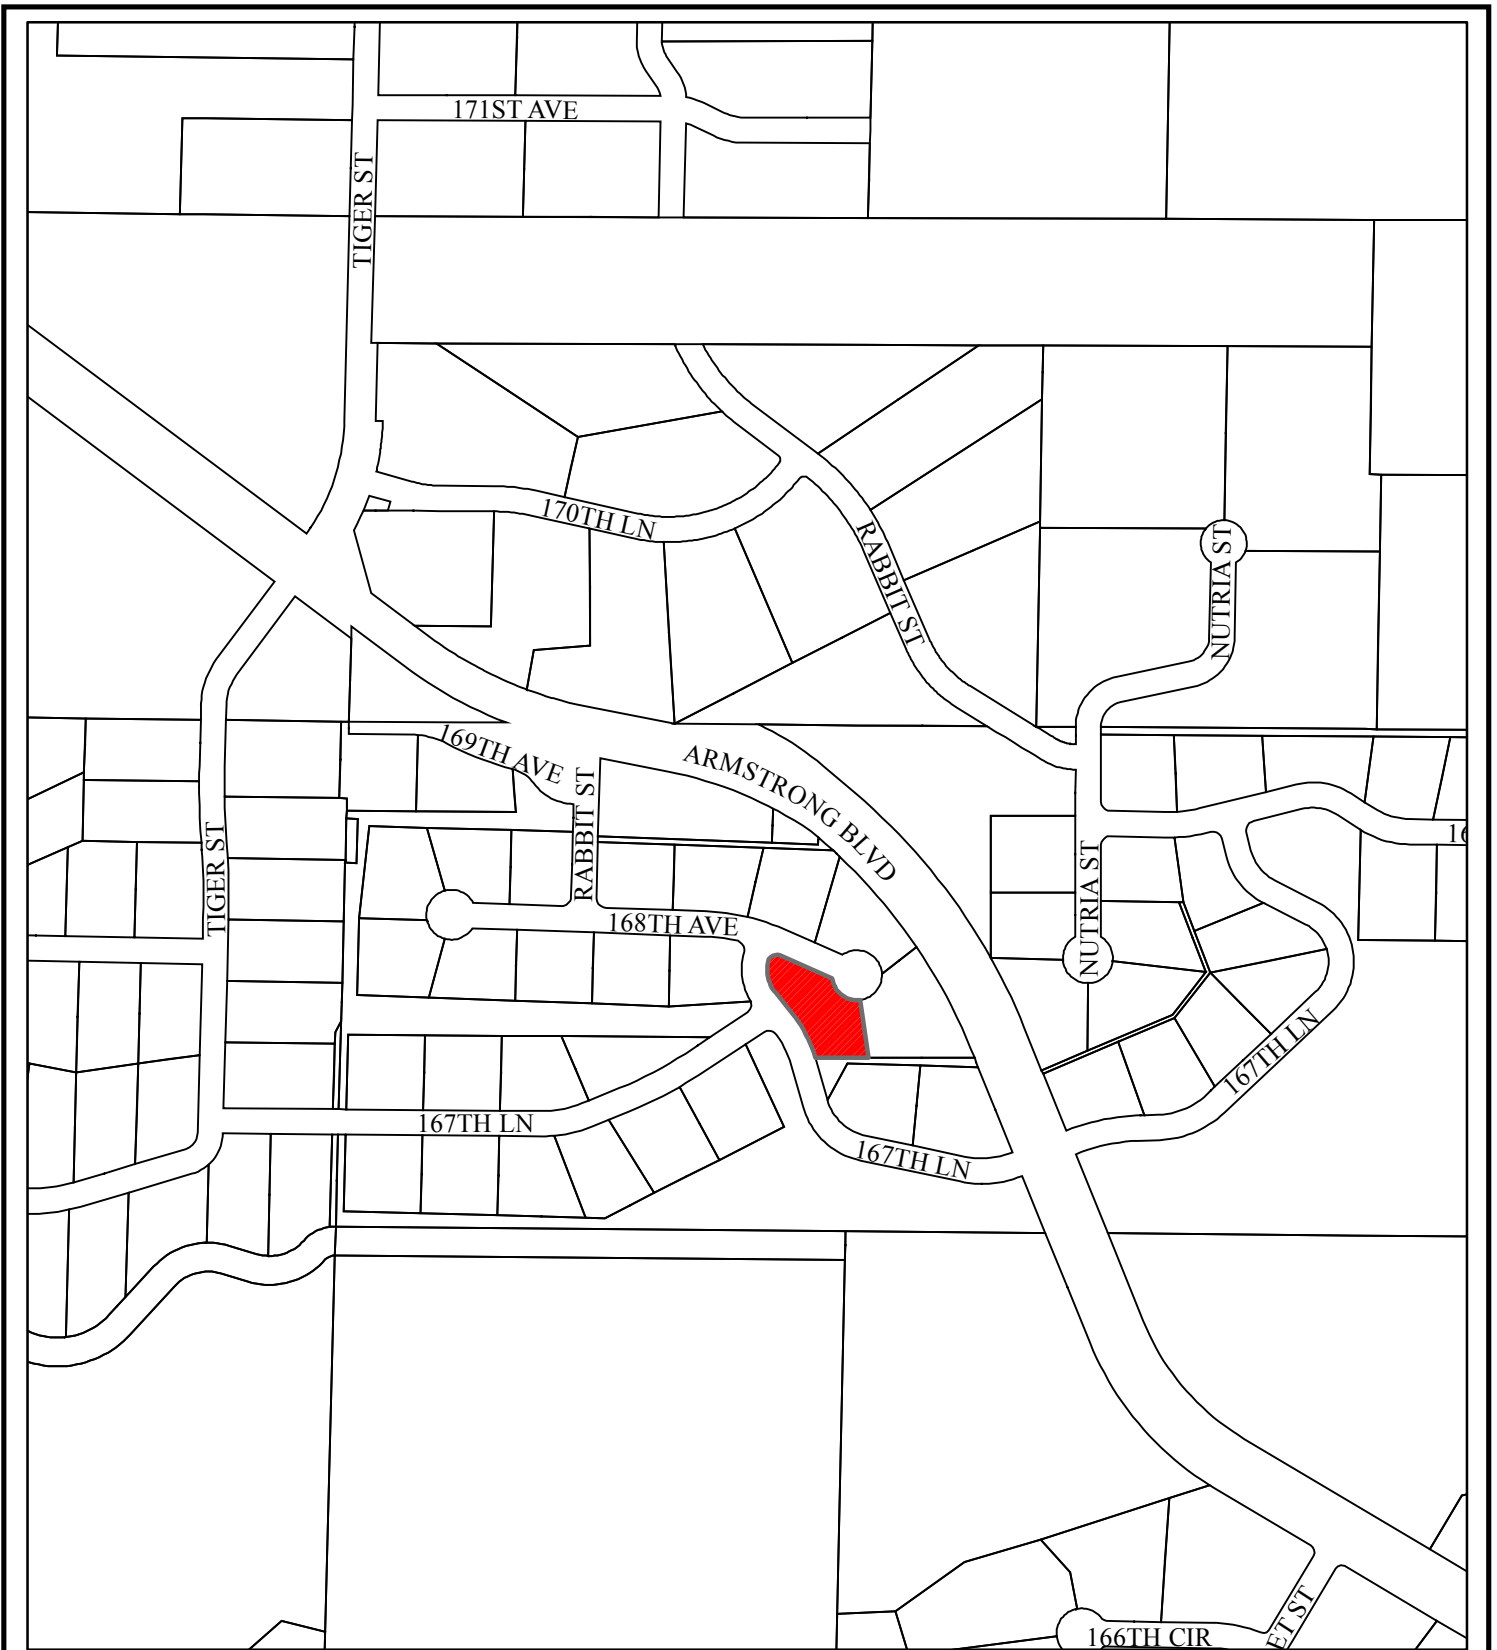 171ST AVE
TIGER ST
170TH LN
RABBIT ST
NUTRIA ST
169TH AVE
ARMSTRONG BLVD
RABBIT ST
TIGER ST
NUTRIA ST
168TH AVE
167TH LN
167TH LN
167TH LN
166TH CIR